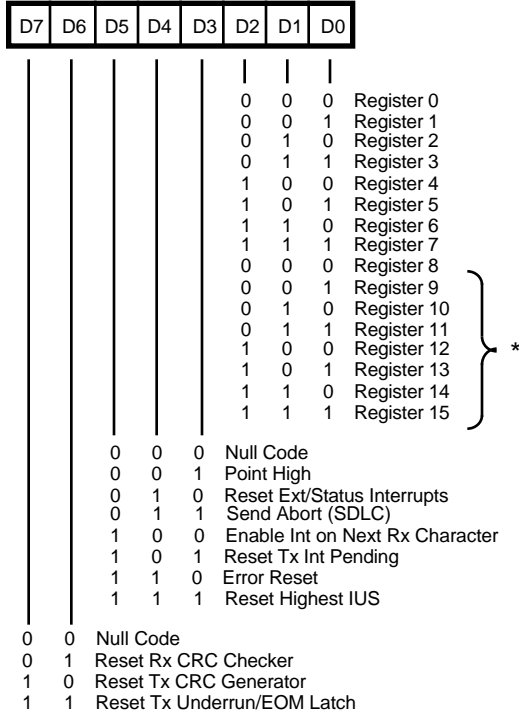 D7 D6 D5 D4 D3 D2 D1 D0
0 0 0 Register 0
0 0 1 Register 1
0 1 0 Register 2
0 1 1 Register 3
1 0 0 Register 4
1 0 1 Register 5
1 1 0 Register 6
1 1 1 Register 7
0 0 0 Register 8
0 0 1 Register 9
0 1 0 Register 10
0 1 1 Register 11
1 0 0 Register 12
1 0 1 Register 13
1 1 0 Register 14
1 1 1 Register 15
*
0 0 0 Null Code
0 0 1 Point High
0 1 0 Reset Ext/Status Interrupts
0 1 1 Send Abort (SDLC)
1 0 0 Enable Int on Next Rx Character
1 0 1 Reset Tx Int Pending
1 1 0 Error Reset
1 1 1 Reset Highest IUS
0 0 Null Code
0 1 Reset Rx CRC Checker
1 0 Reset Tx CRC Generator
1 1 Reset Tx Underrun/EOM Latch